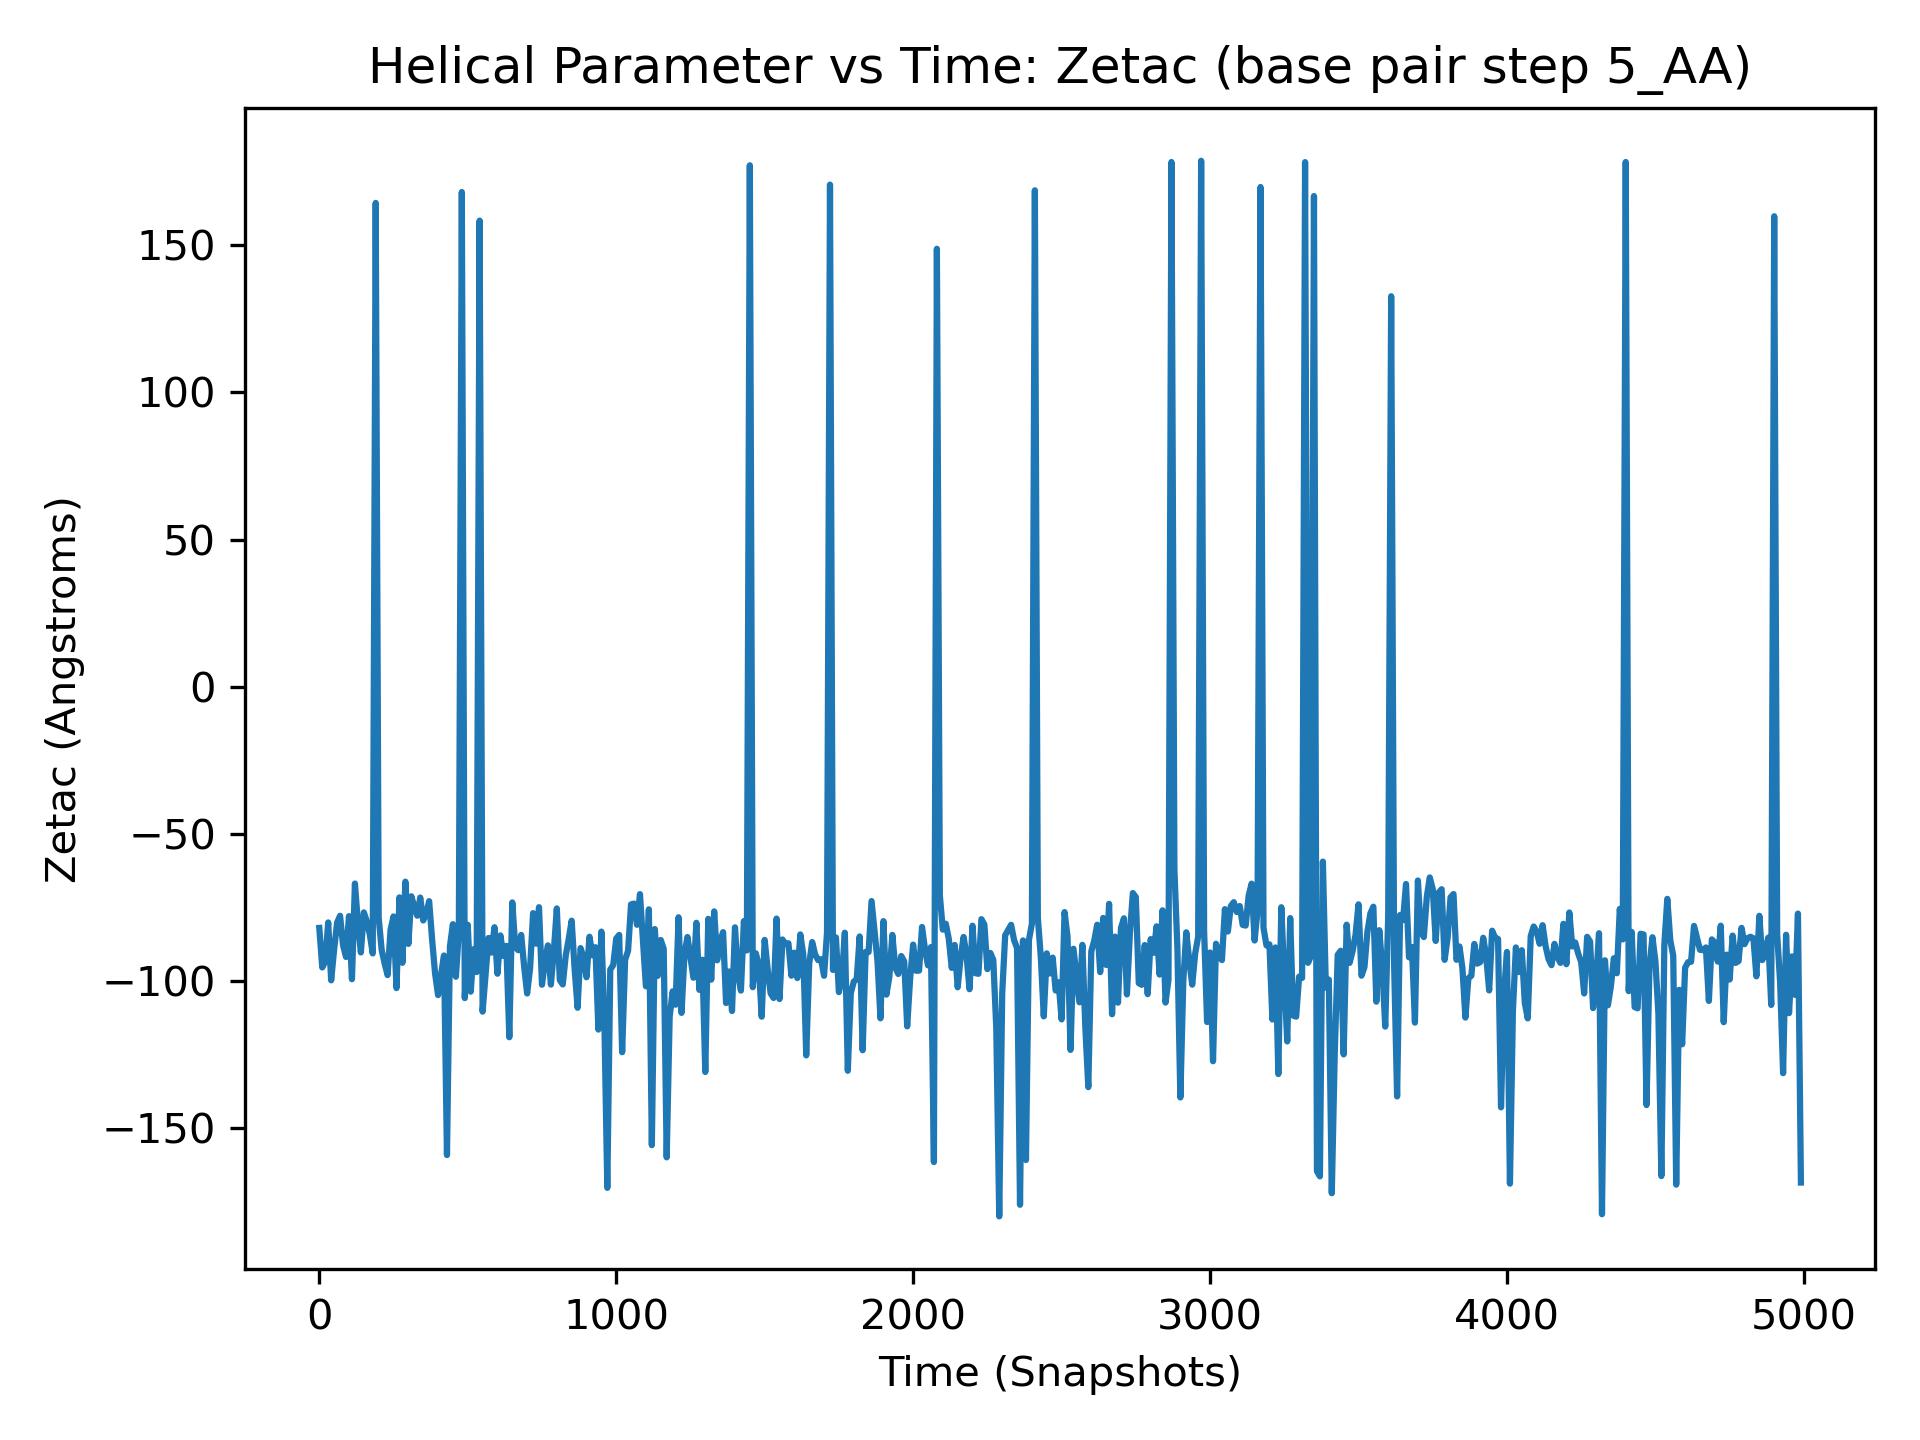 Helical Parameter vs Time: Zetac (base pair step 5_AA)
Zetac (Angstroms)
150
100
50
0
−50
−100
−150
0 1000 2000 3000 4000 5000
Time (Snapshots)